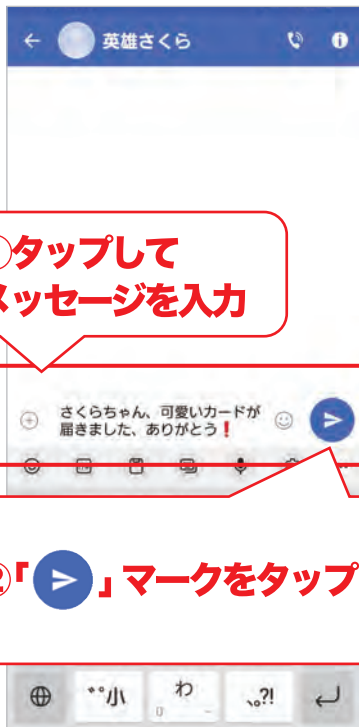 英雄さくら
タップして
メッセージを入力
さくらちゃん、可愛いカードが
届きました、ありがとう❗
②「 」マークをタップ
小 わ 、。?!